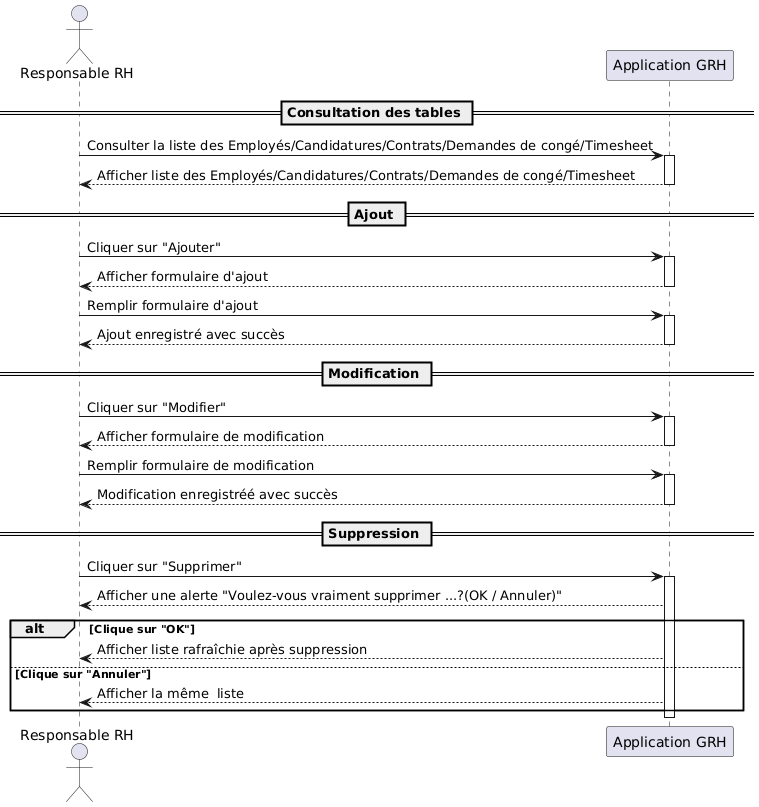 Responsable RH
Application GRH
Consultation des tables
Consulter la liste des Employés/Candidatures/Contrats/Demandes de congé/Timesheet
Afficher liste des Employés/Candidatures/Contrats/Demandes de congé/Timesheet
Ajout
Cliquer sur "Ajouter"
Afficher formulaire d'ajout
Remplir formulaire d'ajout
Ajout enregistré avec succès
Modification
Cliquer sur "Modifier"
Afficher formulaire de modification
Remplir formulaire de modification
Modification enregistréé avec succès
Suppression
Cliquer sur "Supprimer"
Afficher une alerte "Voulez-vous vraiment supprimer ...?(OK / Annuler)"
alt [Clique sur "OK"]
Afficher liste rafraîchie après suppression
[Clique sur "Annuler"]
Afficher la même  liste
Responsable RH
Application GRH